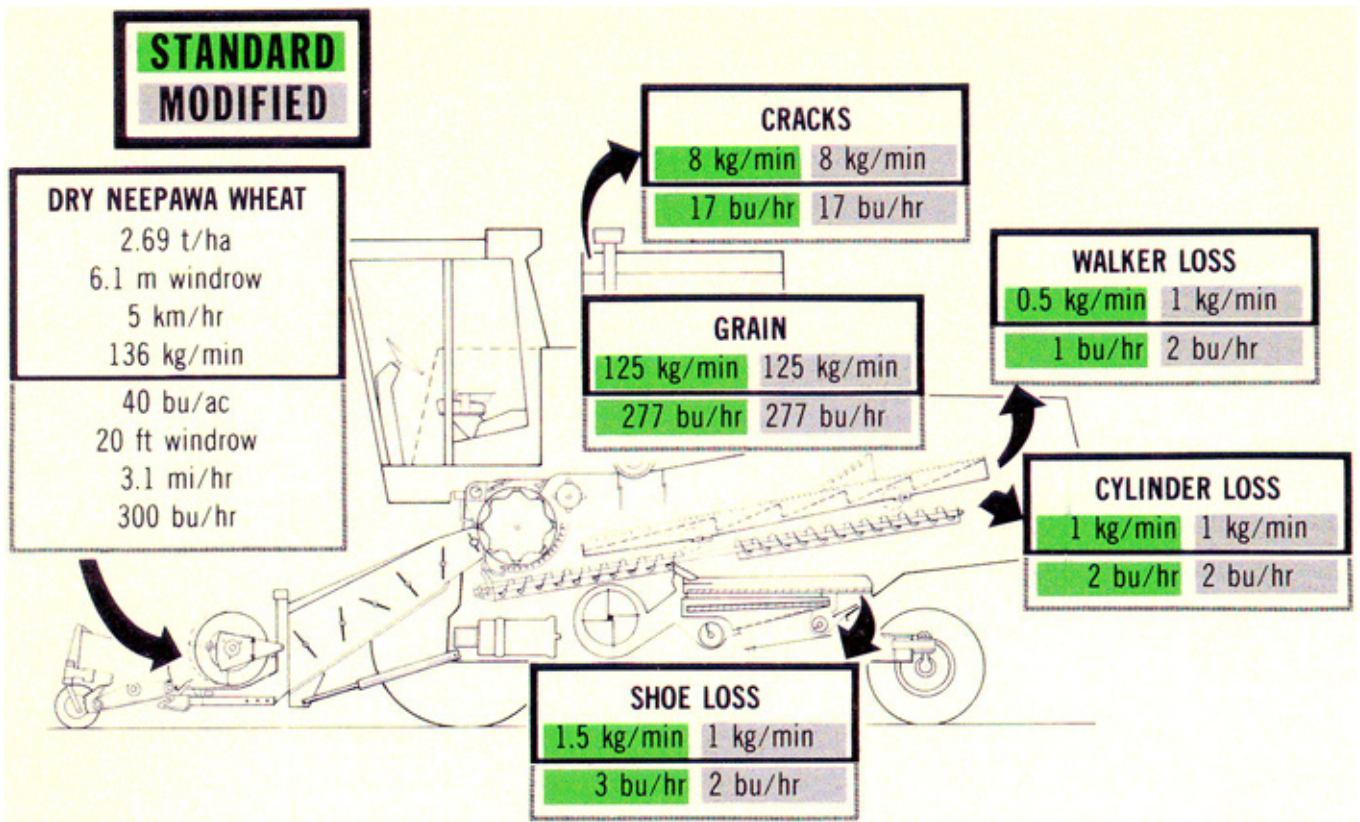 STANDARD
MODIFIED
DRY NEEPAWA WHEAT
2.69 t/ha
6.1 m windrow
5 km/hr
136 kg/min
40 bu/ac
20 ft windrow
3.1 mi/hr
300 bu/hr
CRACKS
8 kg/min 8 kg/min
17 bu/hr 17 bu/hr
GRAIN
125 kg/min 125 kg/min
277 bu/hr 277 bu/hr
WALKER LOSS
0.5 kg/min 1 kg/min
1 bu/hr 2 bu/hr
CYLINDER LOSS
1 kg/min 1 kg/min
2 bu/hr 2 bu/hr
SHOE LOSS
1.5 kg/min 1 kg/min
3 bu/hr 2 bu/hr